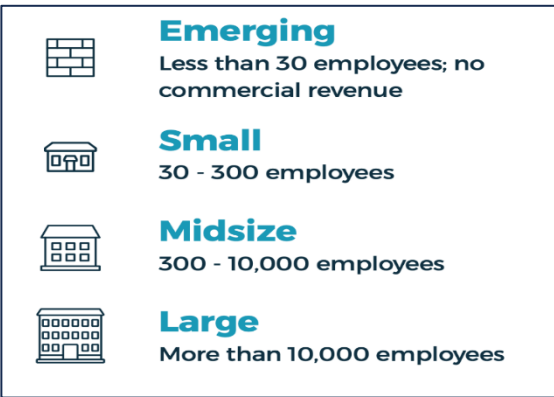 Emerging
Less than 30 employees; no
commercial revenue
Small
30 - 300 employees
Midsize
300 - 10,000 employees
Large
More than 10,000 employees